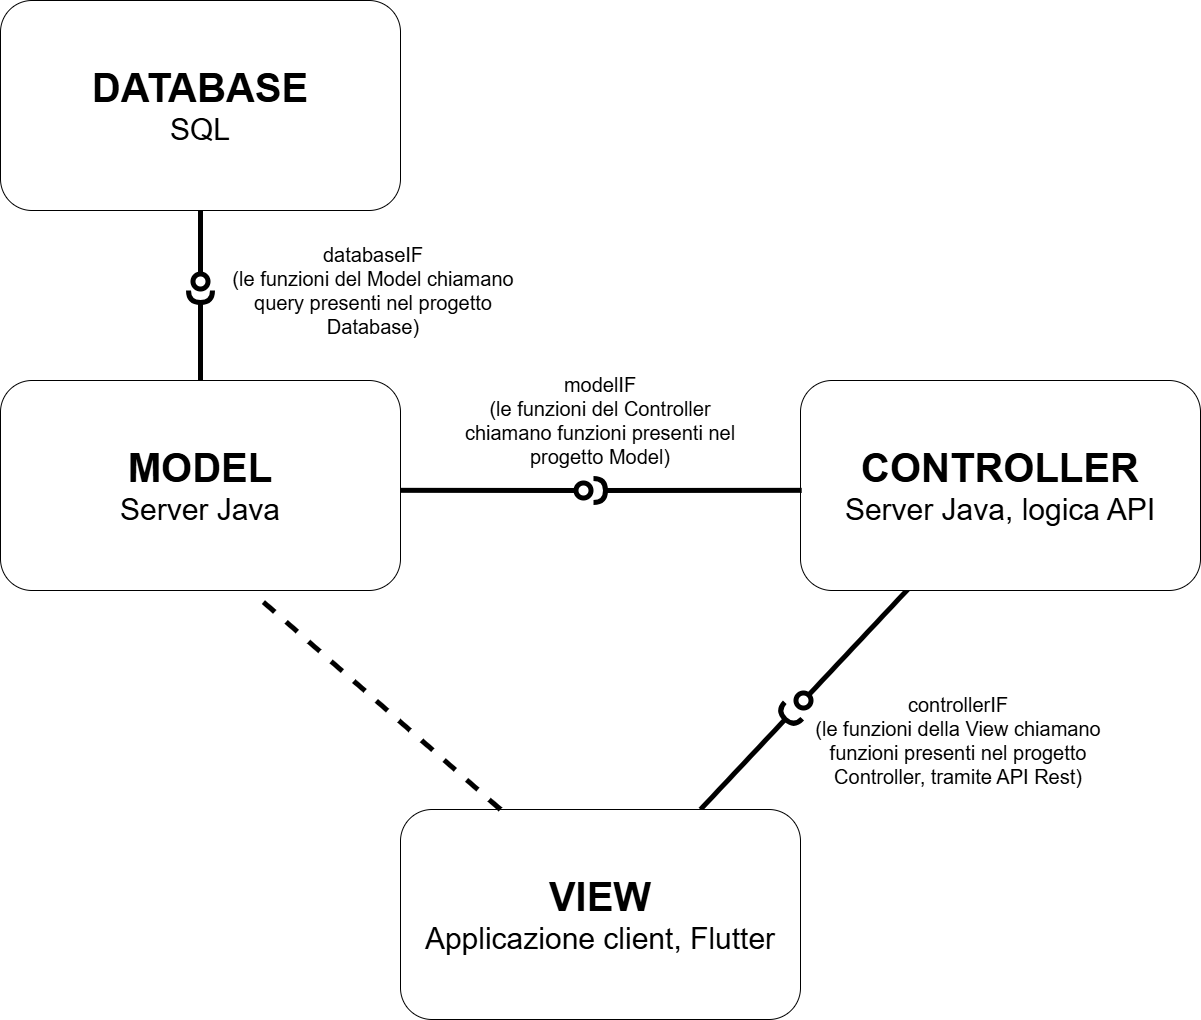 DATABASE
SQL
databaseIF
(le funzioni del Model chiamano
query presenti nel progetto
Database)
modelIF
(le funzioni del Controller
chiamano funzioni presenti nel
progetto Model)
MODEL
Server Java
CONTROLLER
Server Java, logica API
controllerIF
(le funzioni della View chiamano
funzioni presenti nel progetto
Controller, tramite API Rest)
VIEW
Applicazione client, Flutter